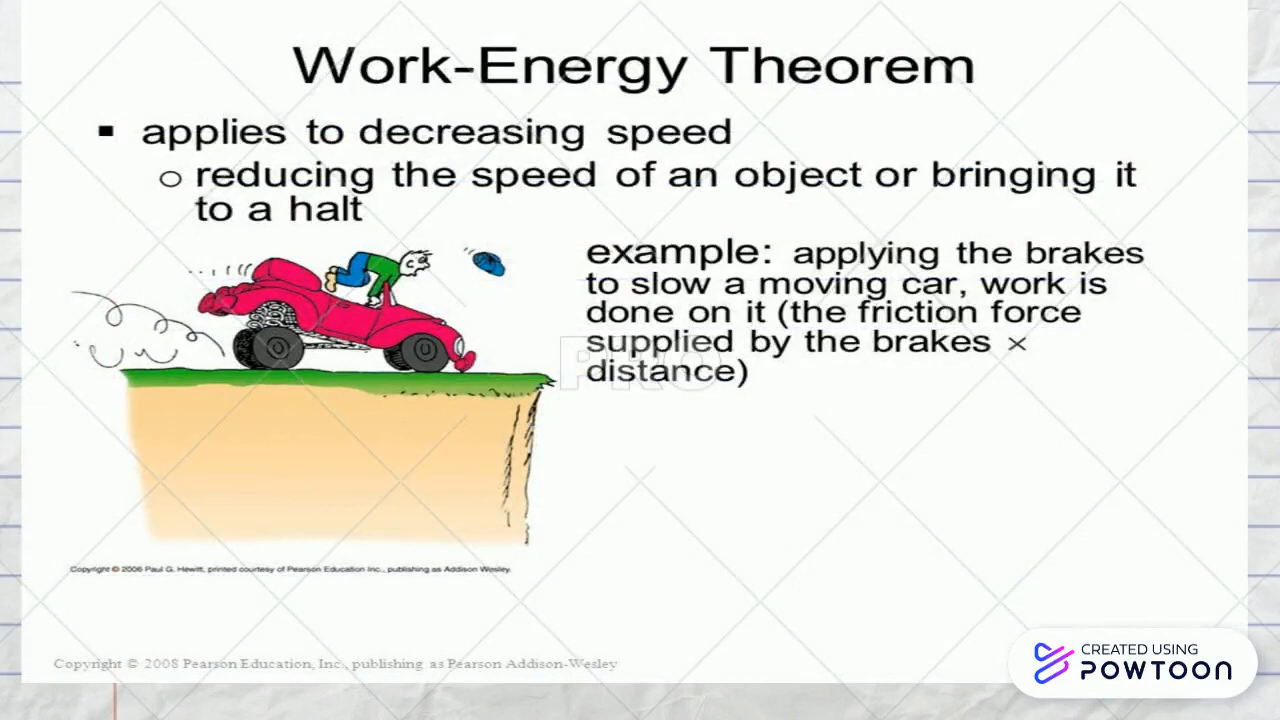 Work-Energy Theorem
▪ applies to decreasing speed
o reducing the speed of an object or bringing it
to a halt
example: applying the brakes
to slow a moving car, work is
done on it (the friction force
supplied by the brakes ×
distance)
PRO
Copyright © 2006 Paul G. Hewitt, printed courtesy of Pearson Education Inc., publishing as Addison Wesley.
Copyright © 2008 Pearson Education, Inc., publishing as Pearson Addison-Wesley
CREATED USING
POWTOON